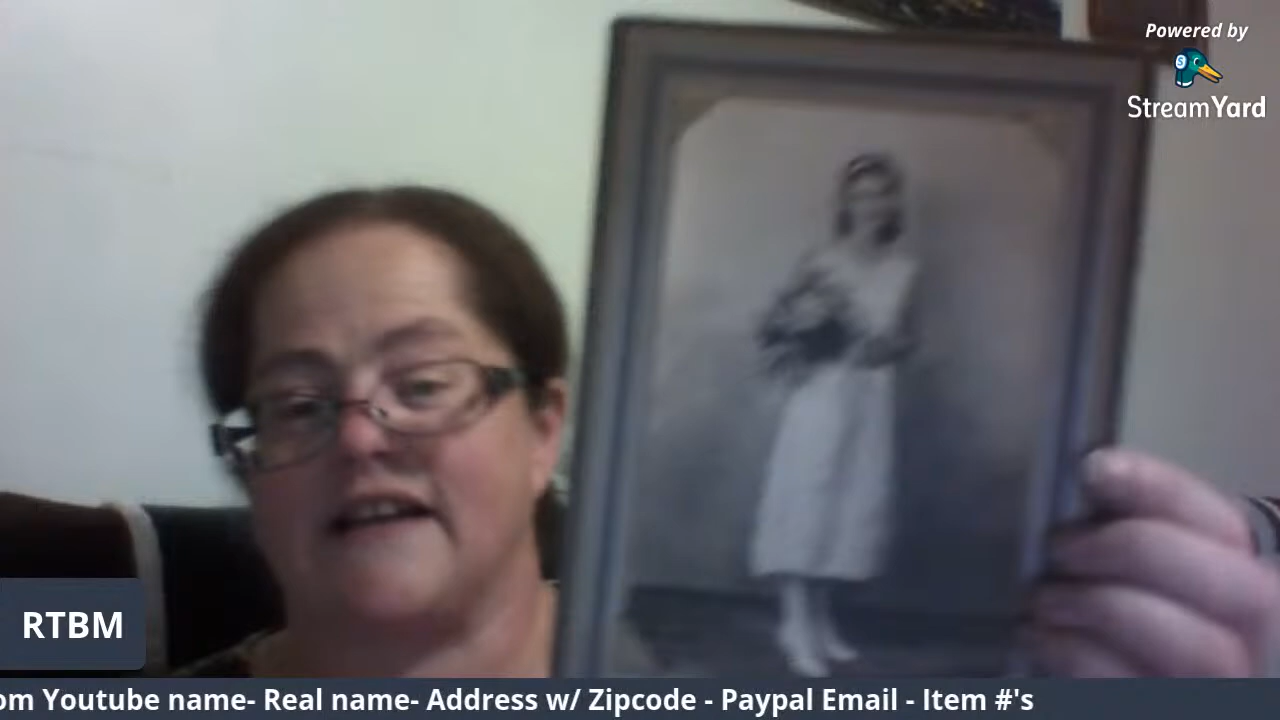 Powered by
StreamYard
RTBM
om Youtube name- Real name- Address w/ Zipcode - Paypal Email - Item #'s